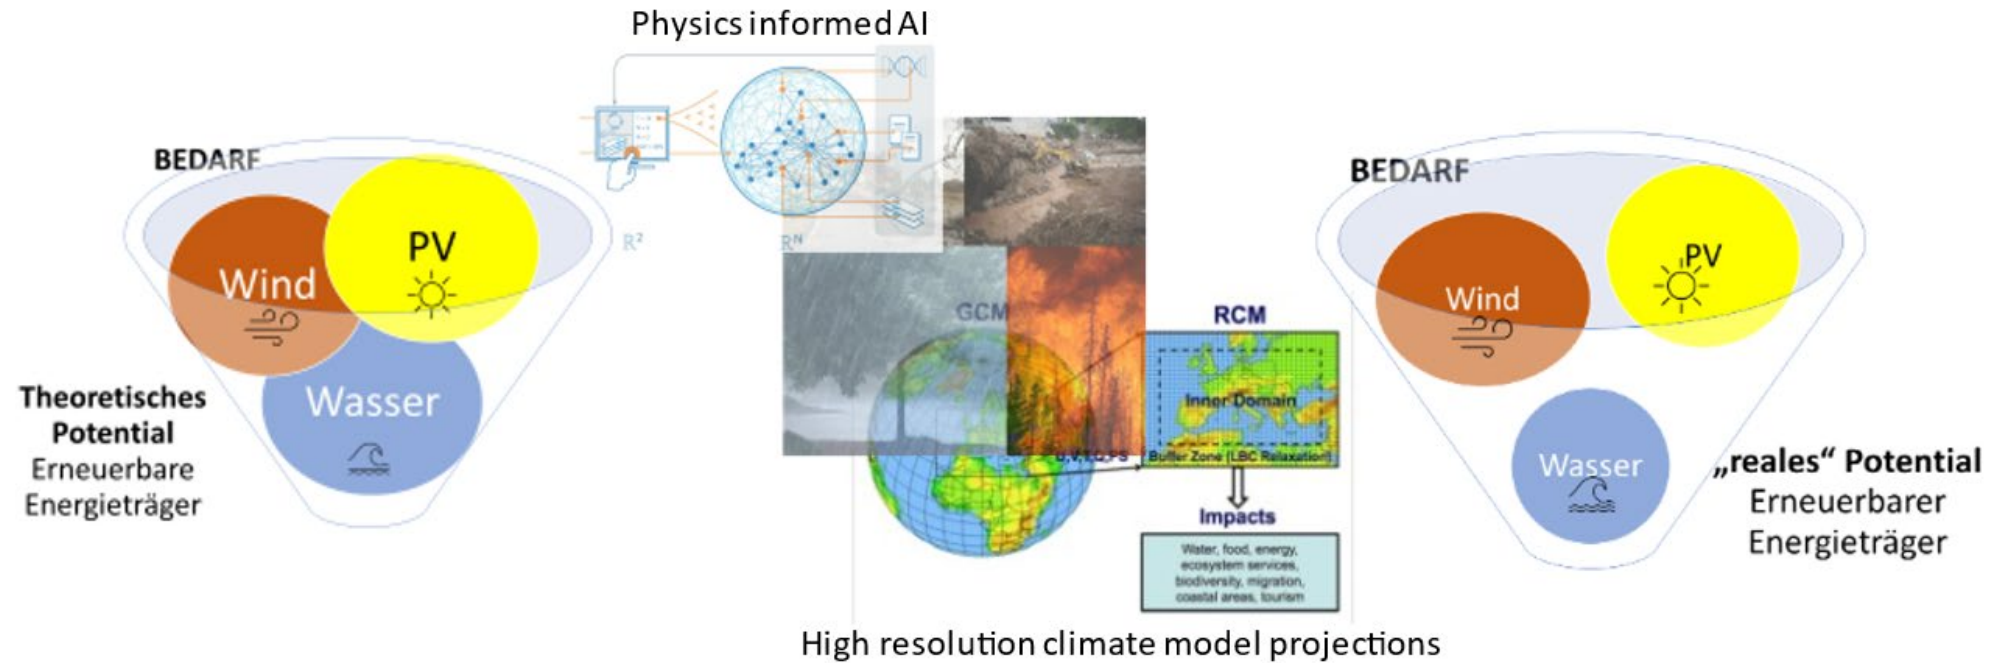 Physics informed AI
BEDARF
Wind
PV
Wasser
Theoretisches
Potential
Erneuerbare
Energieträger
R²
Rᴺ
GCM
RCM
Inner Domain
Buffer Zone (LBC Relaxation)
Impacts
Water, food, energy,
ecosystem services,
biodiversity, migration,
coastal areas, tourism
High resolution climate model projections
BEDARF
Wind
PV
Wasser
„reales“ Potential
Erneuerbarer
Energieträger